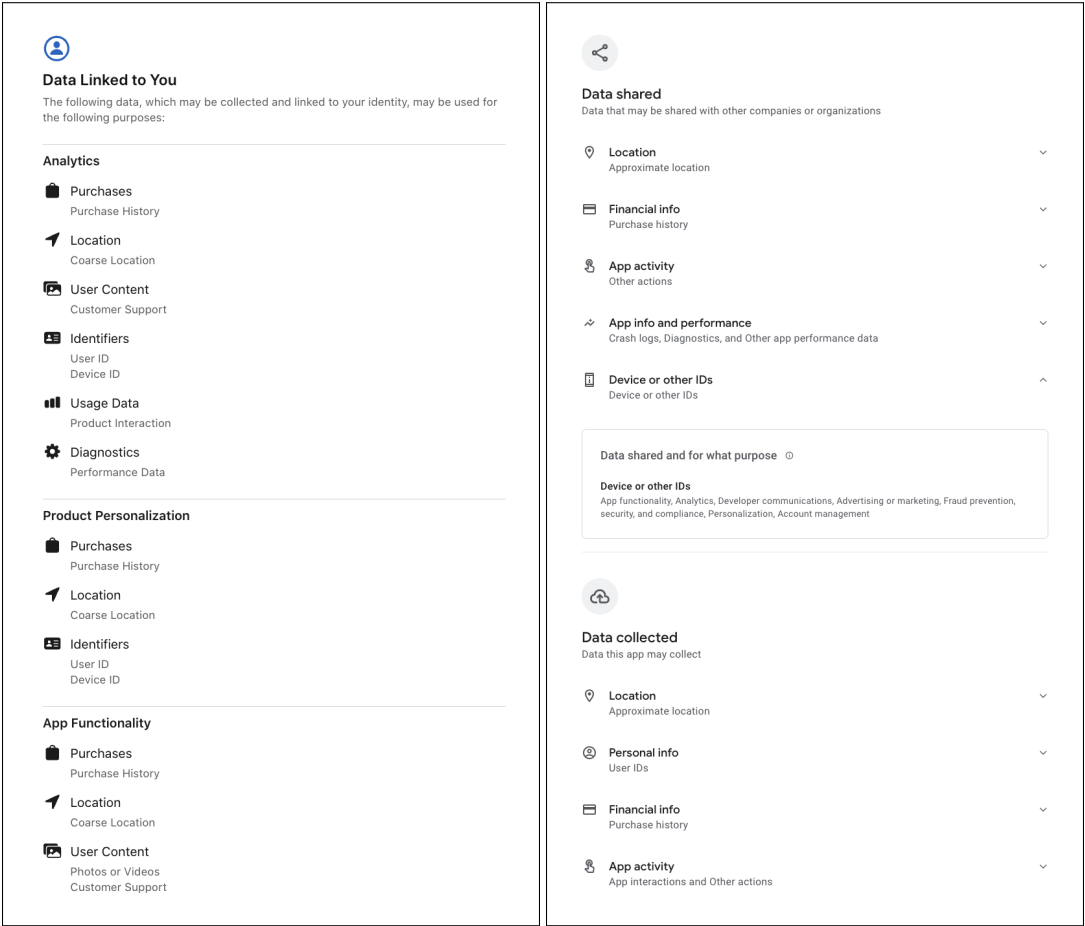 Data Linked to You
The following data, which may be collected and linked to your identity, may be used for
the following purposes:
Analytics
Purchases
Purchase History
Location
Coarse Location
User Content
Customer Support
Identifiers
User ID
Device ID
Usage Data
Product Interaction
Diagnostics
Performance Data
Product Personalization
Purchases
Purchase History
Location
Coarse Location
Identifiers
User ID
Device ID
App Functionality
Purchases
Purchase History
Location
Coarse Location
User Content
Photos or Videos
Customer Support
Data shared
Data that may be shared with other companies or organizations
Location
Approximate location
Financial info
Purchase history
App activity
Other actions
App info and performance
Crash logs, Diagnostics, and Other app performance data
Device or other IDs
Device or other IDs
Data shared and for what purpose
Device or other IDs
App functionality, Analytics, Developer communications, Advertising or marketing, Fraud prevention,
security, and compliance, Personalization, Account management
Data collected
Data this app may collect
Location
Approximate location
Personal info
User IDs
Financial info
Purchase history
App activity
App interactions and Other actions